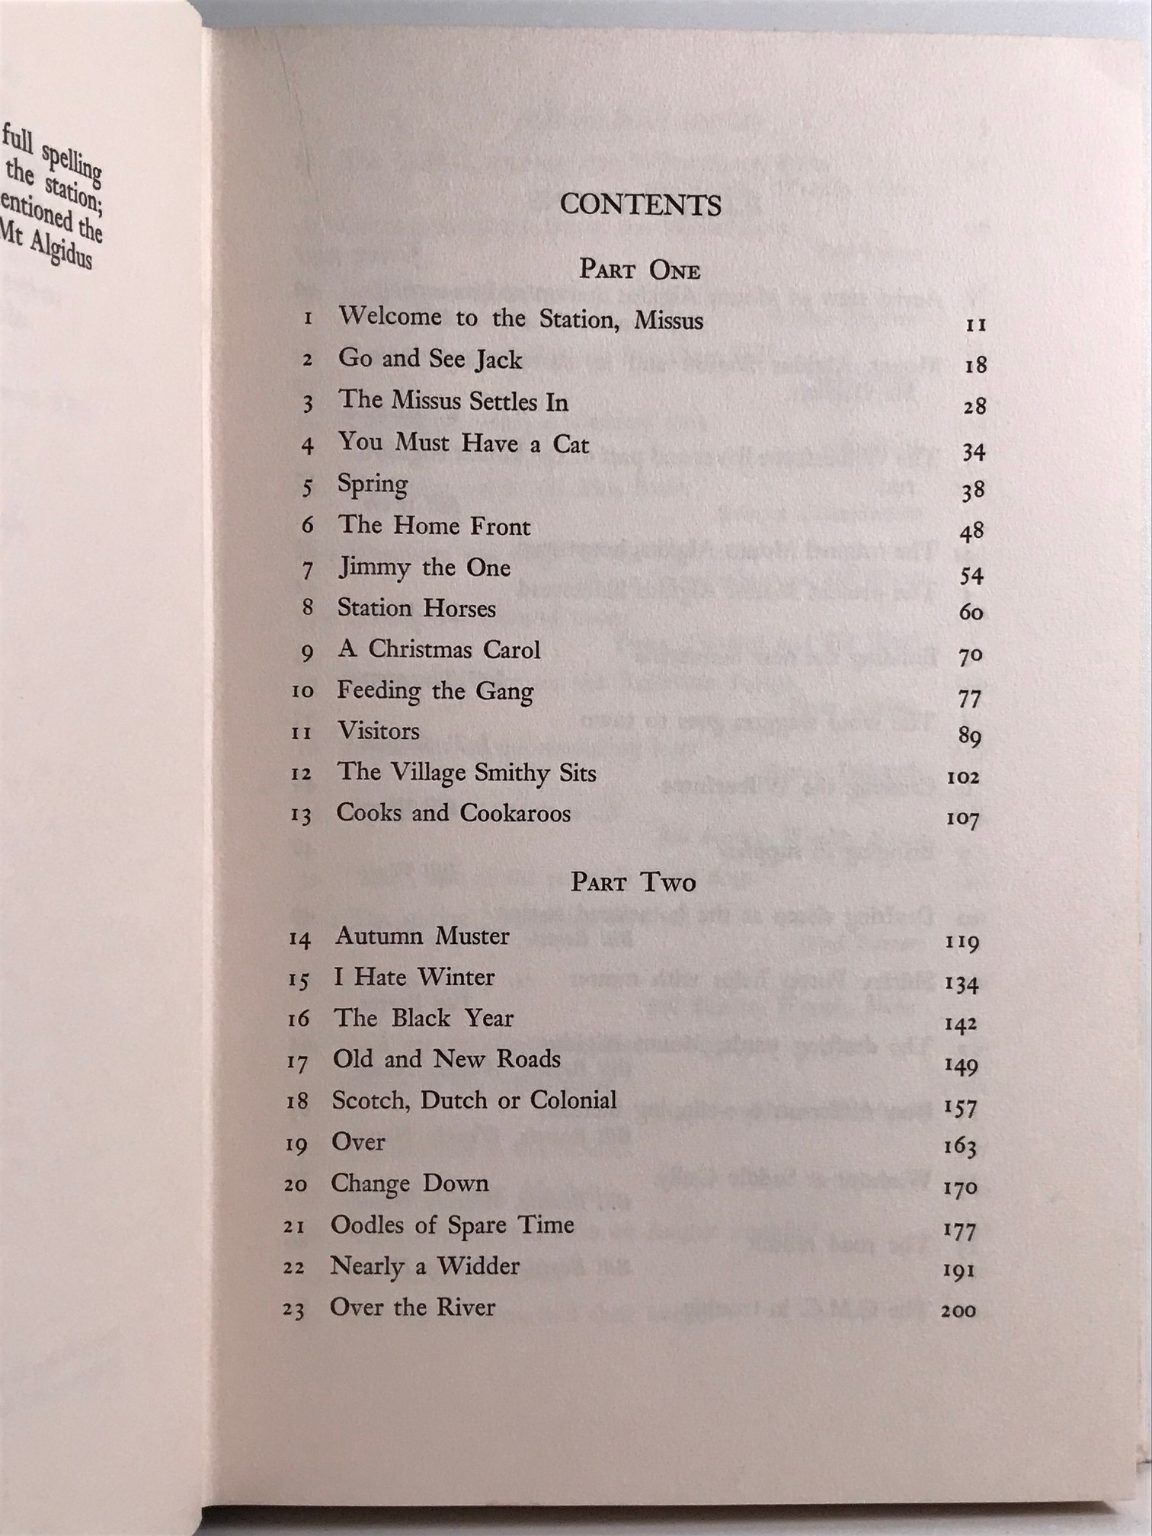 full spelling
the station;
entioned the
Mt Algidus
CONTENTS
PART ONE
1 Welcome to the Station, Missus 11
2 Go and See Jack 18
3 The Missus Settles In 28
4 You Must Have a Cat 34
5 Spring 38
6 The Home Front 48
7 Jimmy the One 54
8 Station Horses 60
9 A Christmas Carol 70
10 Feeding the Gang 77
11 Visitors 89
12 The Village Smithy Sits 102
13 Cooks and Cookaroos 107
PART TWO
14 Autumn Muster 119
15 I Hate Winter 134
16 The Black Year 142
17 Old and New Roads 149
18 Scotch, Dutch or Colonial 157
19 Over 163
20 Change Down 170
21 Oodles of Spare Time 177
22 Nearly a Widder 191
23 Over the River 200